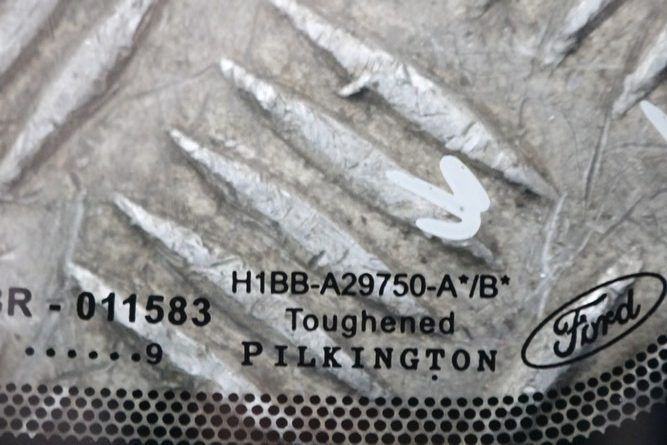 H1BB-A29750-A*/B*
R - 011583
Toughened
Ford
......9
PILKINGTON